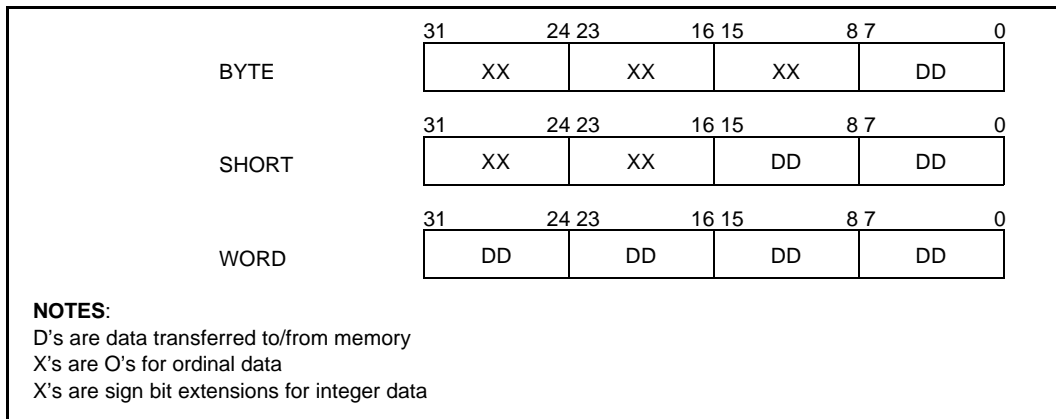 31 24 23 16 15 8 7 0
BYTE XX XX XX DD
31 24 23 16 15 8 7 0
SHORT XX XX DD DD
31 24 23 16 15 8 7 0
WORD DD DD DD DD
NOTES:
D's are data transferred to/from memory
X's are O's for ordinal data
X's are sign bit extensions for integer data